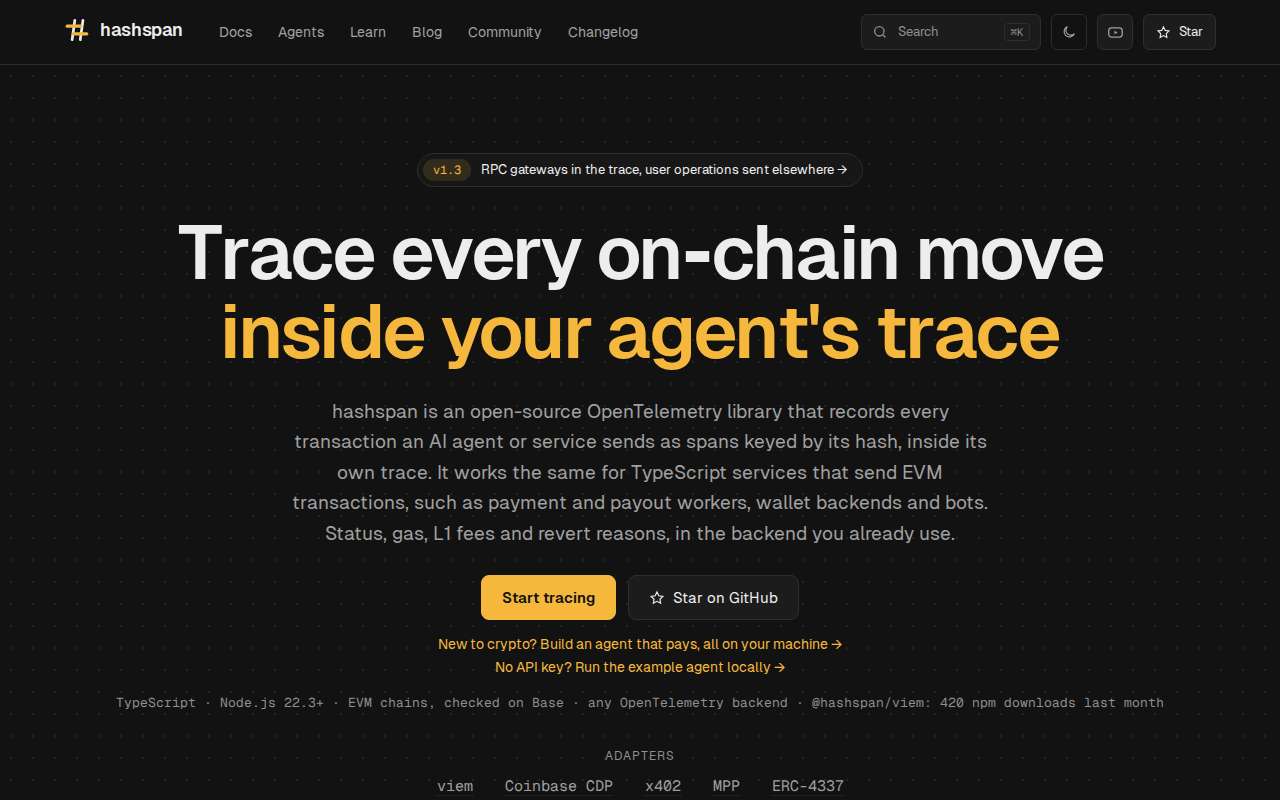 hashspan
Docs
Agents
Learn
Blog
Community
Changelog
Search
⌘K
Star
v1.3 RPC gateways in the trace, user operations sent elsewhere →
Trace every on-chain move
inside your agent's trace
hashspan is an open-source OpenTelemetry library that records every
transaction an AI agent or service sends as spans keyed by its hash, inside its
own trace. It works the same for TypeScript services that send EVM
transactions, such as payment and payout workers, wallet backends and bots.
Status, gas, L1 fees and revert reasons, in the backend you already use.
Start tracing
Star on GitHub
New to crypto? Build an agent that pays, all on your machine →
No API key? Run the example agent locally →
TypeScript · Node.js 22.3+ · EVM chains, checked on Base · any OpenTelemetry backend · @hashspan/viem: 420 npm downloads last month
ADAPTERS
viem
Coinbase CDP
x402
MPP
ERC-4337